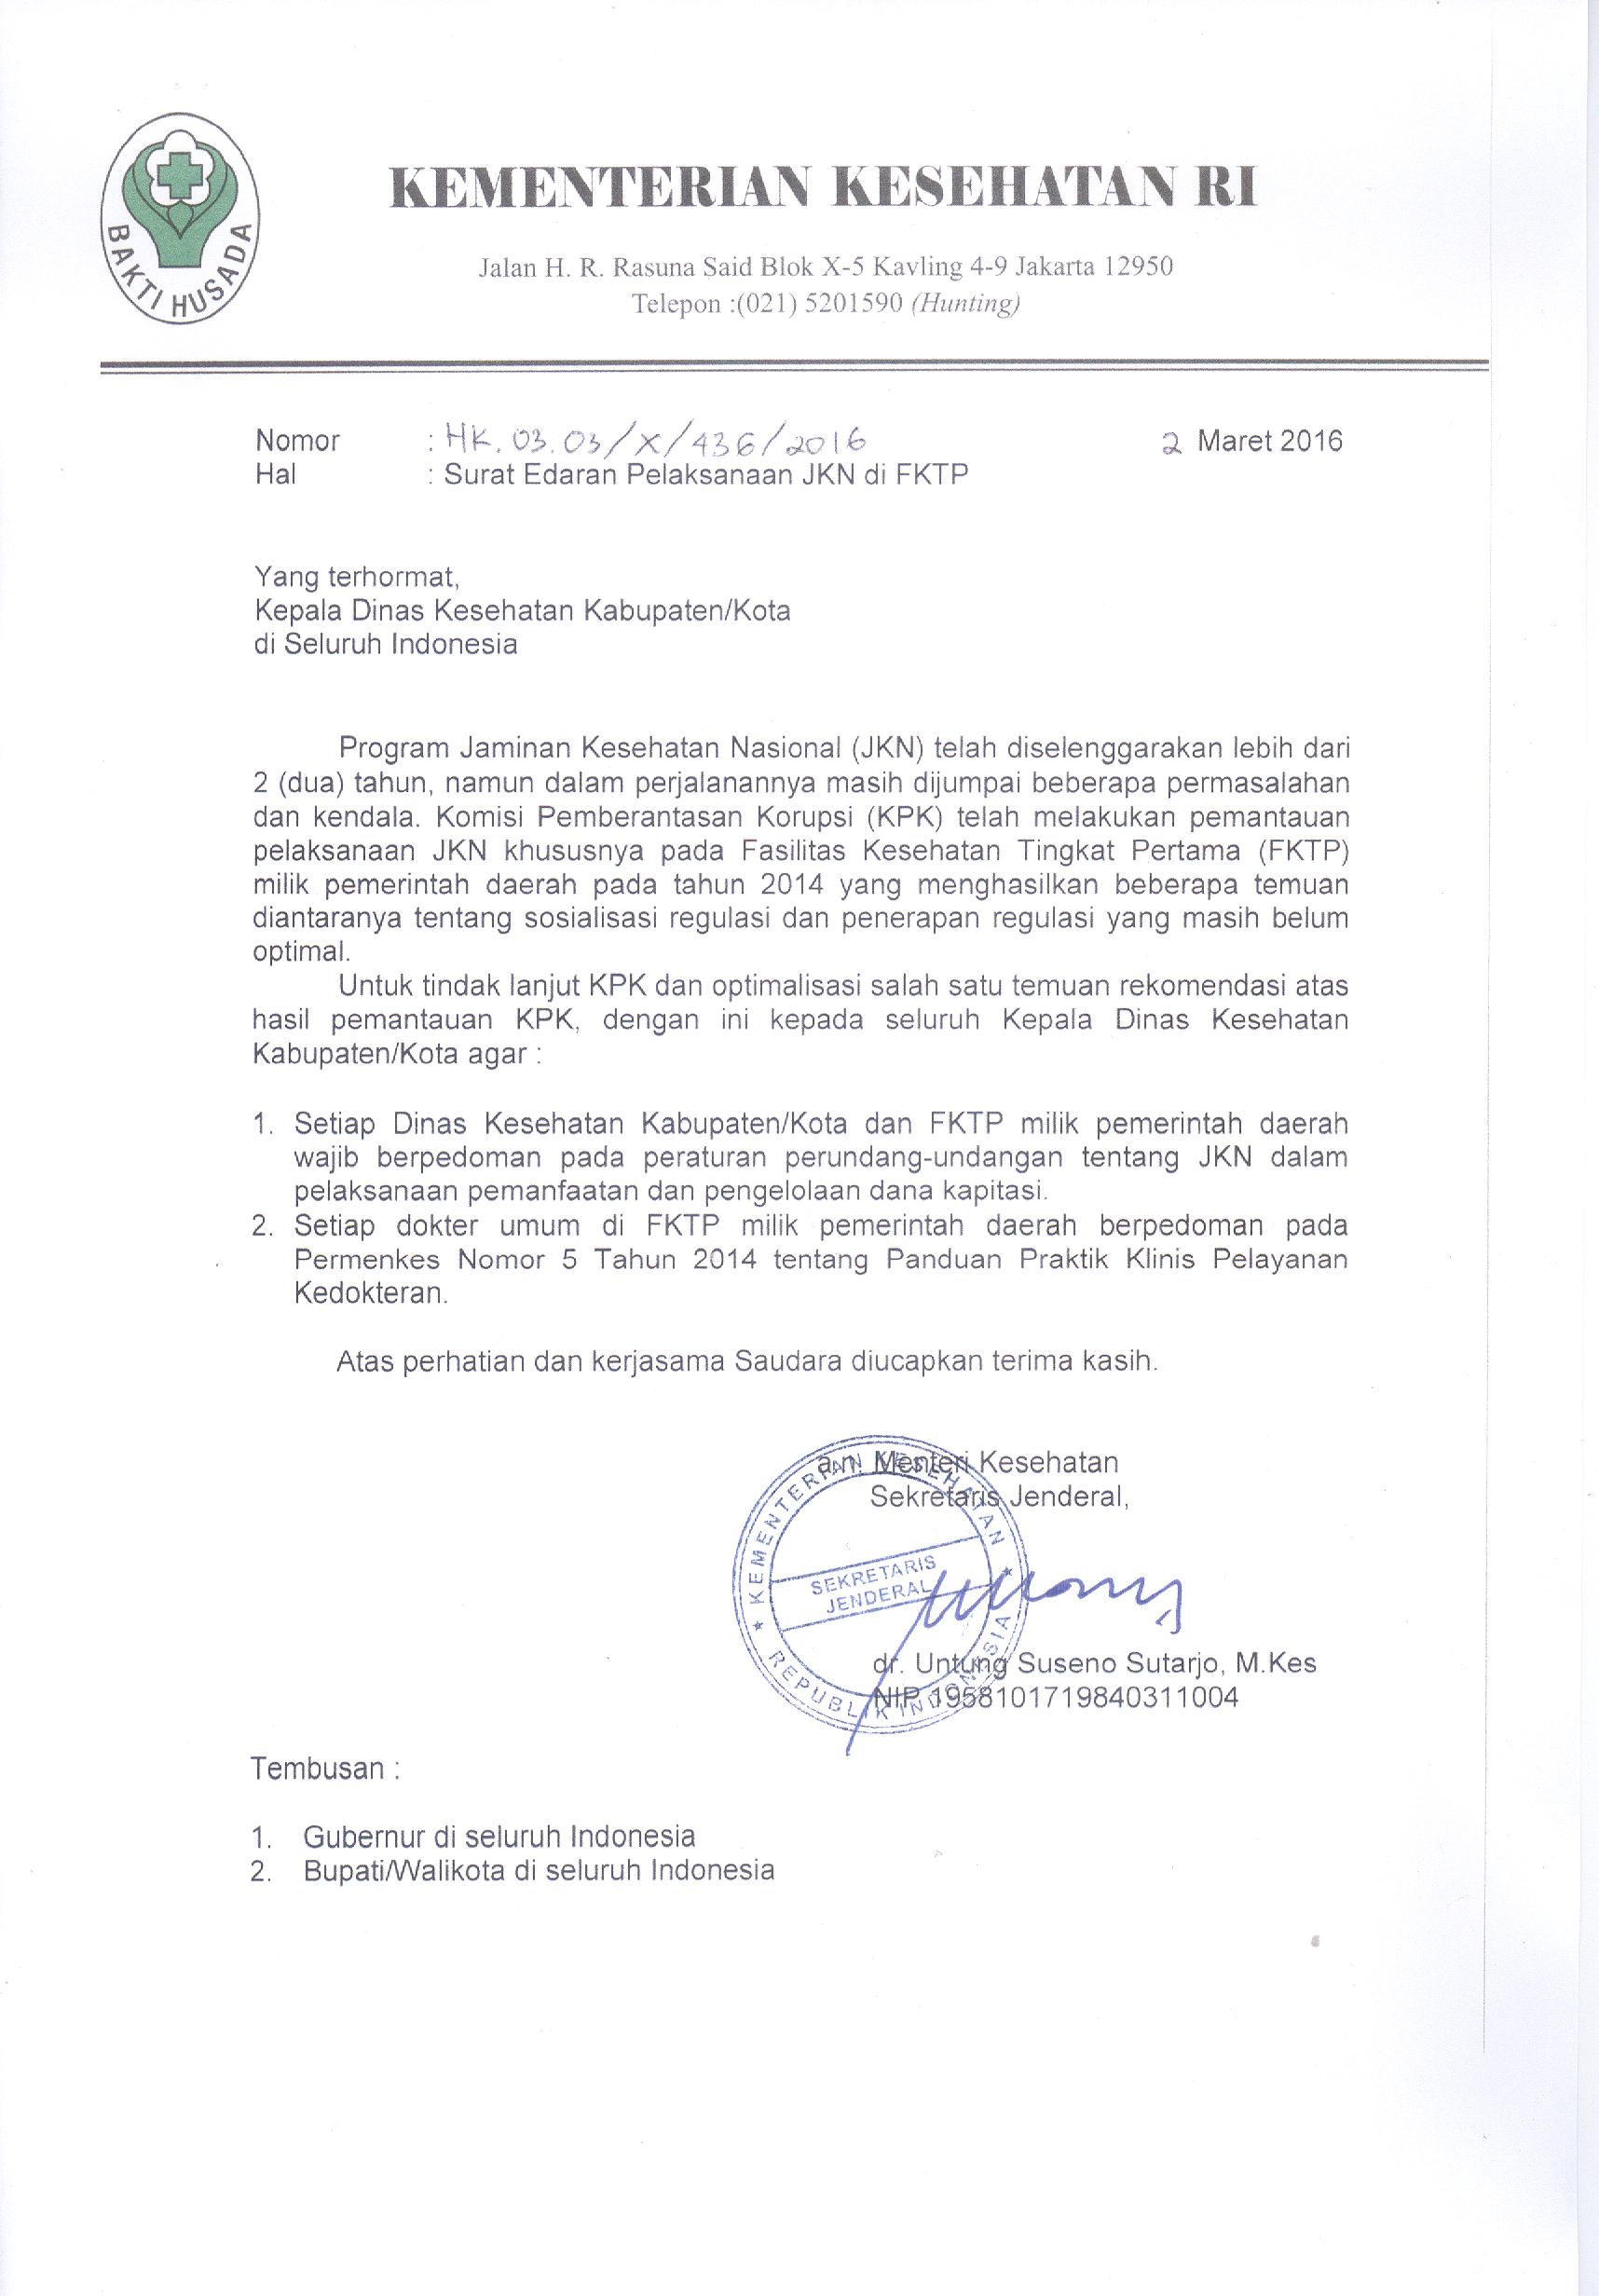 BAKTI HUSADA
KEMENTERIAN KESEHATAN RI
Jalan H. R. Rasuna Said Blok X-5 Kavling 4-9 Jakarta 12950
Telepon :(021) 5201590 (Hunting)
Nomor : HK.03.03/X/436/2016 2 Maret 2016
Hal : Surat Edaran Pelaksanaan JKN di FKTP
Yang terhormat,
Kepala Dinas Kesehatan Kabupaten/Kota
di Seluruh Indonesia
Program Jaminan Kesehatan Nasional (JKN) telah diselenggarakan lebih dari
2 (dua) tahun, namun dalam perjalanannya masih dijumpai beberapa permasalahan
dan kendala. Komisi Pemberantasan Korupsi (KPK) telah melakukan pemantauan
pelaksanaan JKN khususnya pada Fasilitas Kesehatan Tingkat Pertama (FKTP)
milik pemerintah daerah pada tahun 2014 yang menghasilkan beberapa temuan
diantaranya tentang sosialisasi regulasi dan penerapan regulasi yang masih belum
optimal.
Untuk tindak lanjut KPK dan optimalisasi salah satu temuan rekomendasi atas
hasil pemantauan KPK, dengan ini kepada seluruh Kepala Dinas Kesehatan
Kabupaten/Kota agar :
1. Setiap Dinas Kesehatan Kabupaten/Kota dan FKTP milik pemerintah daerah
wajib berpedoman pada peraturan perundang-undangan tentang JKN dalam
pelaksanaan pemanfaatan dan pengelolaan dana kapitasi.
2. Setiap dokter umum di FKTP milik pemerintah daerah berpedoman pada
Permenkes Nomor 5 Tahun 2014 tentang Panduan Praktik Klinis Pelayanan
Kedokteran.
Atas perhatian dan kerjasama Saudara diucapkan terima kasih.
a.n. Menteri Kesehatan
Sekretaris Jenderal,
KEMENTERIAN KESEHATAN
SEKRETARIS
JENDERAL
REPUBLIK INDONESIA
dr. Untung Suseno Sutarjo, M.Kes
NIP. 195810171984031004
Tembusan :
1. Gubernur di seluruh Indonesia
2. Bupati/Walikota di seluruh Indonesia